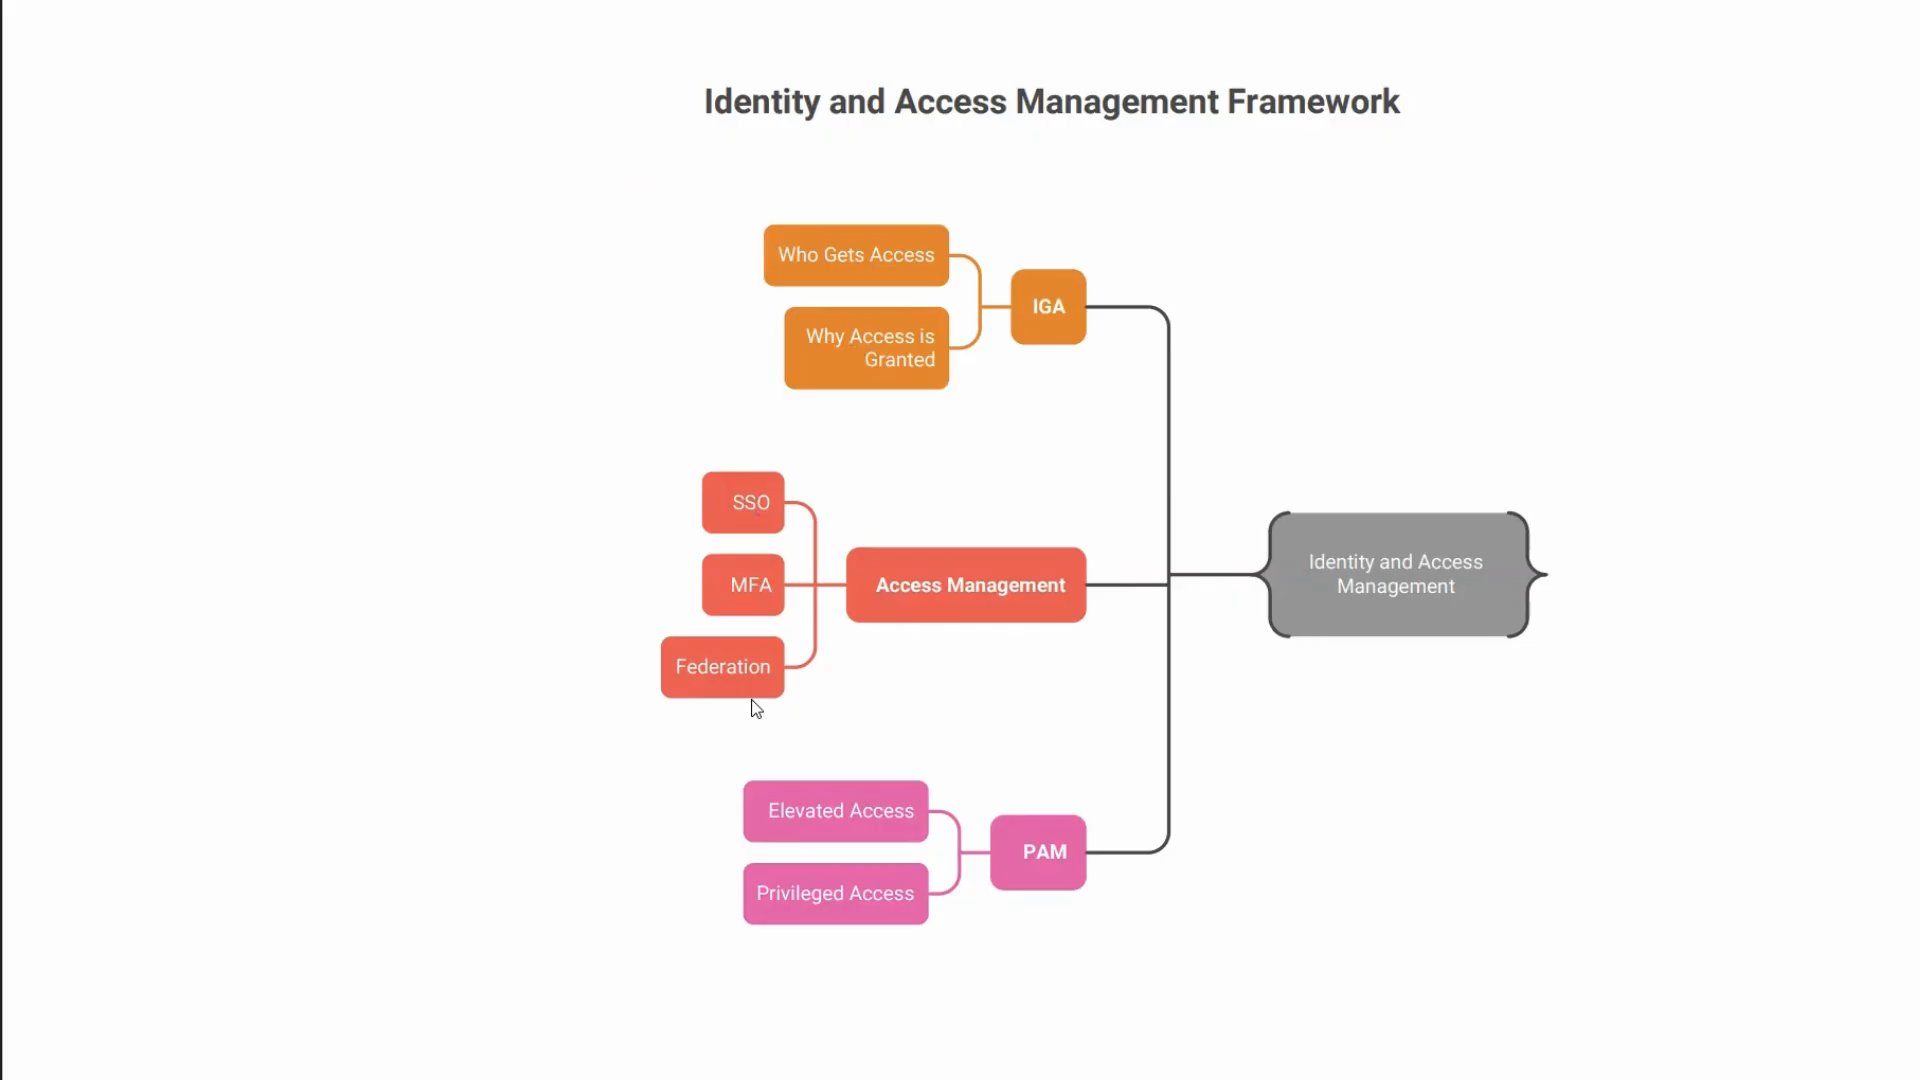 Identity and Access Management Framework
Who Gets Access
Why Access is
Granted
IGA
SSO
MFA
Federation
Access Management
Identity and Access
Management
Elevated Access
Privileged Access
PAM